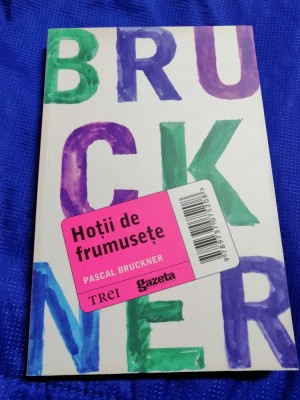 BRU
CK
NER
Hoții de
frumusețe
PASCAL BRUCKNER
TREI
gazeta